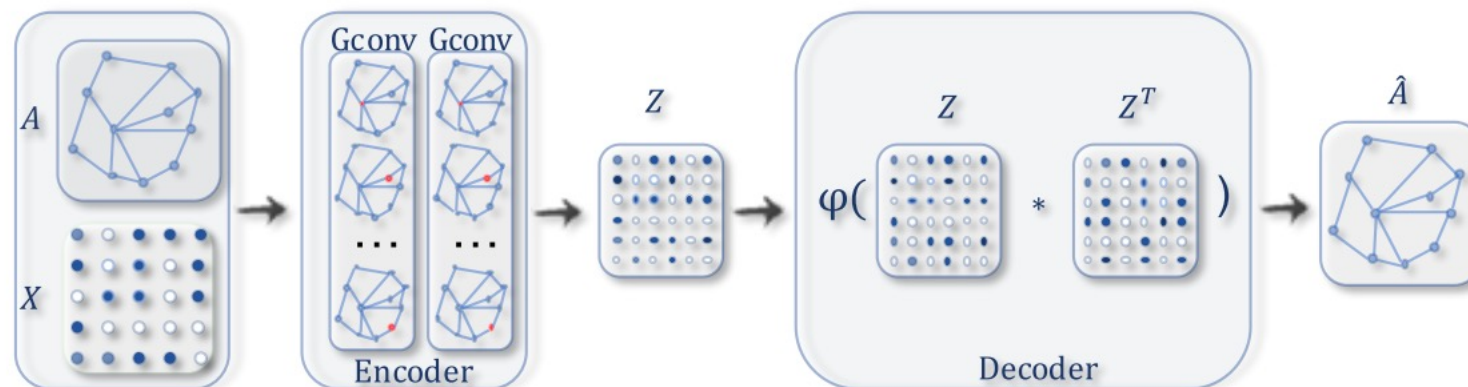 A
X
Gconv Gconv
...
...
Encoder
Z
φ(
Z
*
Z^T
)
Decoder
Â